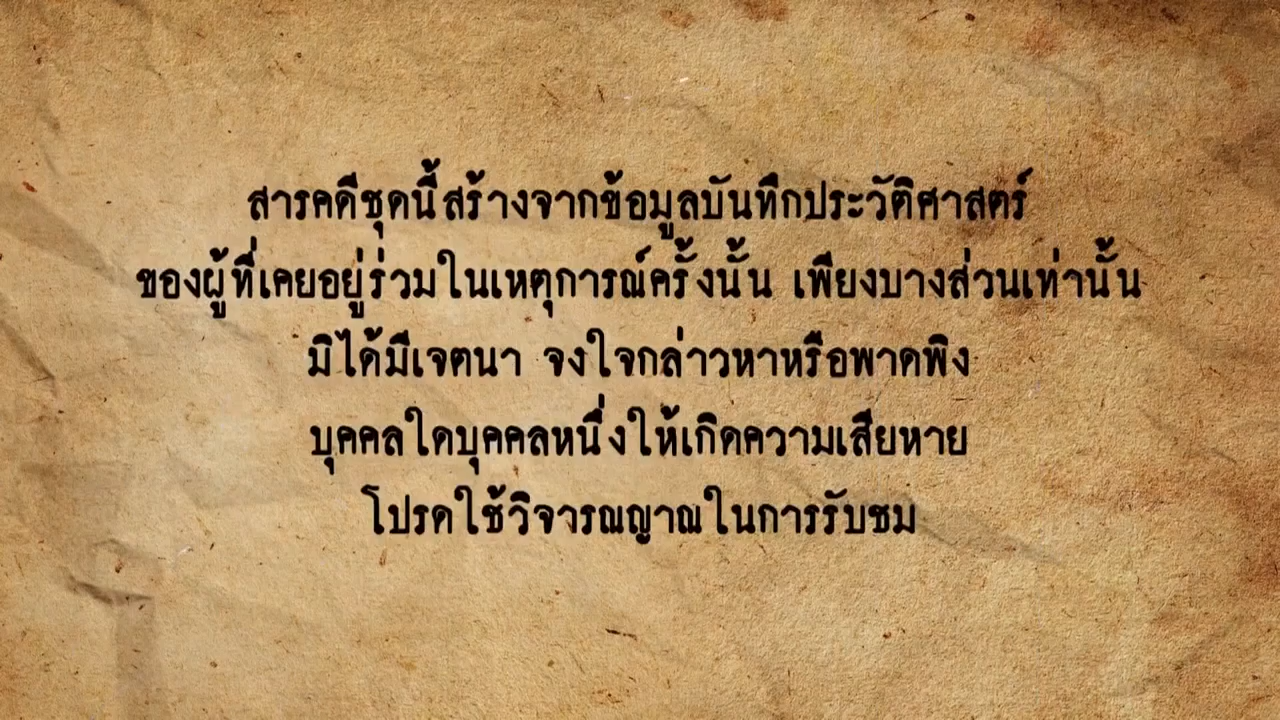 สารคดีชุดนี้สร้างจากข้อมูลบันทึกประวัติศาสตร์
ของผู้ที่เคยอยู่ร่วมในเหตุการณ์ครั้งนั้น เพียงบางส่วนเท่านั้น
มิได้มีเจตนา จงใจกล่าวหาหรือพาดพิง
บุคคลใดบุคคลหนึ่งให้เกิดความเสียหาย
โปรดใช้วิจารณญาณในการรับชม